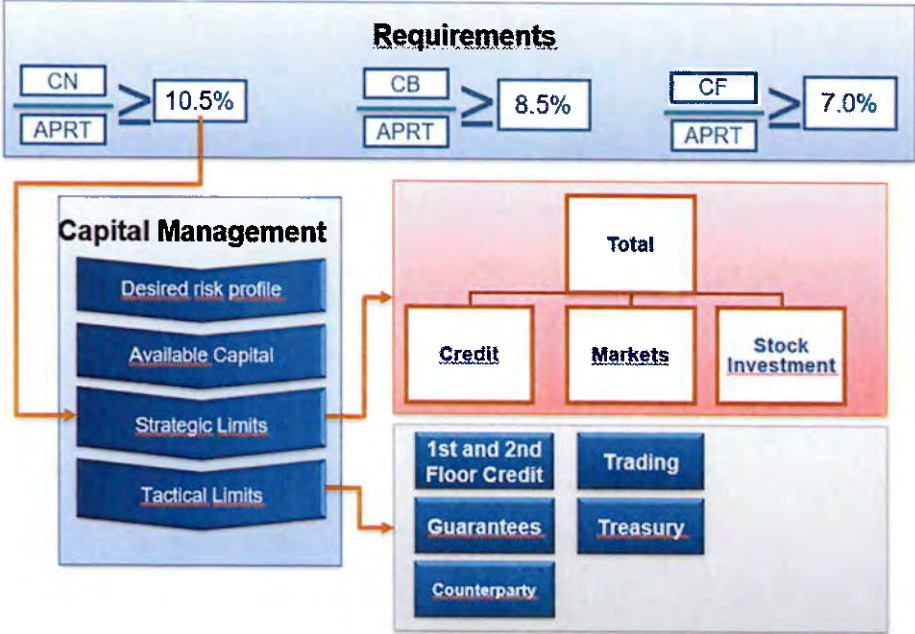 Requirements
CN
APRT
≥
10.5%
CB
APRT
≥
8.5%
CF
APRT
≥
7.0%
Capital Management
Desired risk profile
Available Capital
Strategic Limits
Tactical Limits
Total
Credit
Markets
Stock
Investment
1st and 2nd
Floor Credit
Trading
Guarantees
Treasury
Counterparty